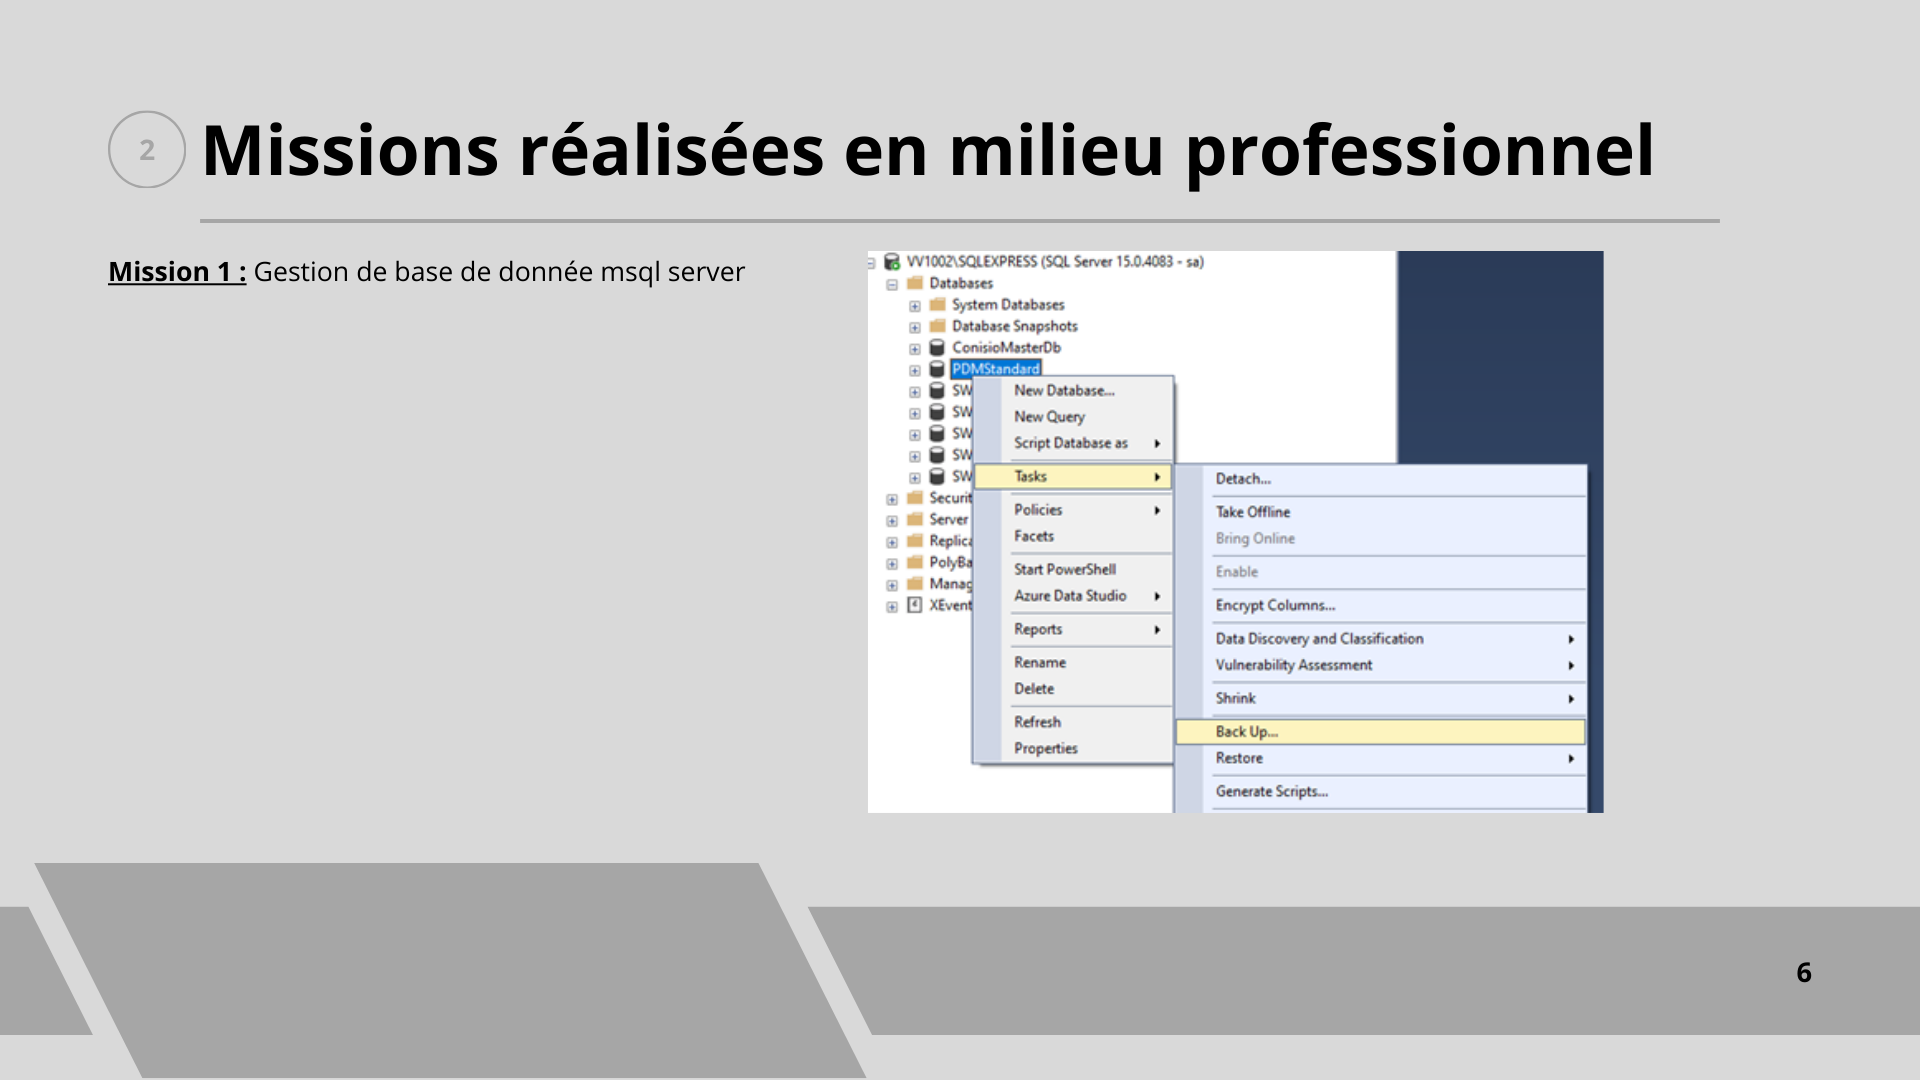 2
Missions réalisées en milieu professionnel
Mission 1 : Gestion de base de donnée msql server
VV1002\SQLEXPRESS (SQL Server 15.0.4083 - sa)
Databases
System Databases
Database Snapshots
ConisioMasterDb
PDMStandard
SW
SW
SW
SW
SW
Securit
Server
Replica
PolyBa
Manag
XEvent
New Database...
New Query
Script Database as
Tasks
Policies
Facets
Start PowerShell
Azure Data Studio
Reports
Rename
Delete
Refresh
Properties
Detach...
Take Offline
Bring Online
Enable
Encrypt Columns...
Data Discovery and Classification
Vulnerability Assessment
Shrink
Back Up...
Restore
Generate Scripts...
6